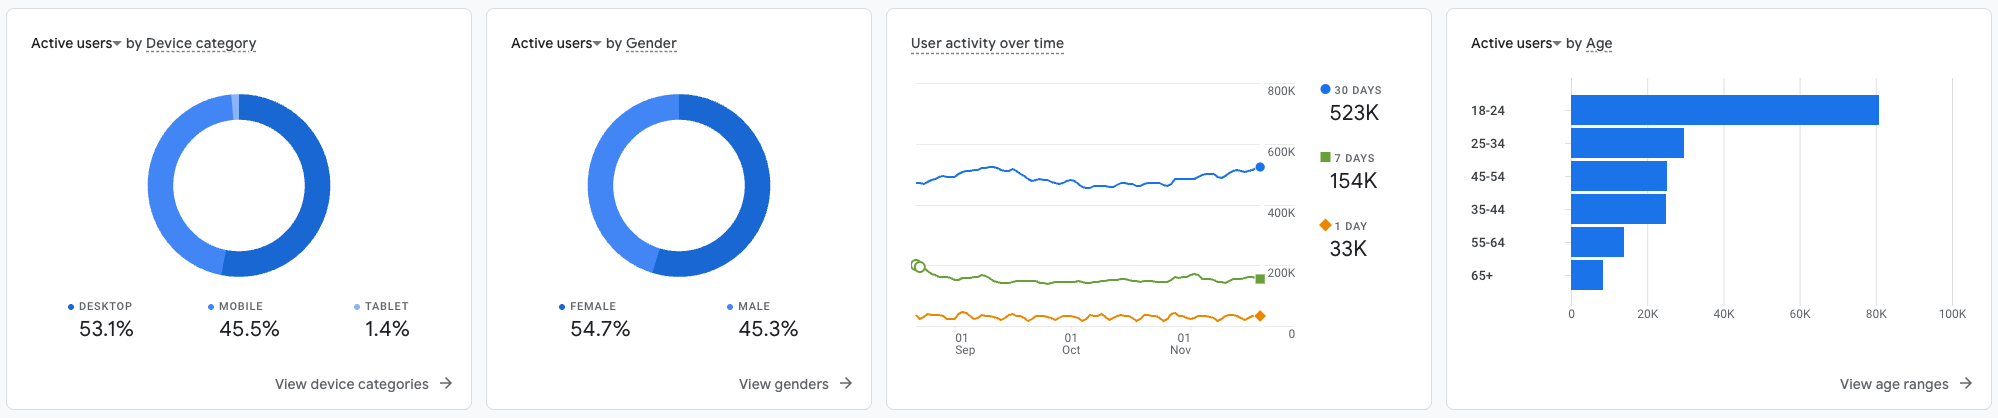 Active users by Device category
DESKTOP
53.1%
MOBILE
45.5%
TABLET
1.4%
View device categories
Active users by Gender
FEMALE
54.7%
MALE
45.3%
View genders
User activity over time
800K
600K
400K
200K
0
01
Sep
01
Oct
01
Nov
30 DAYS
523K
7 DAYS
154K
1 DAY
33K
Active users by Age
18-24
25-34
45-54
35-44
55-64
65+
0
20K
40K
60K
80K
100K
View age ranges